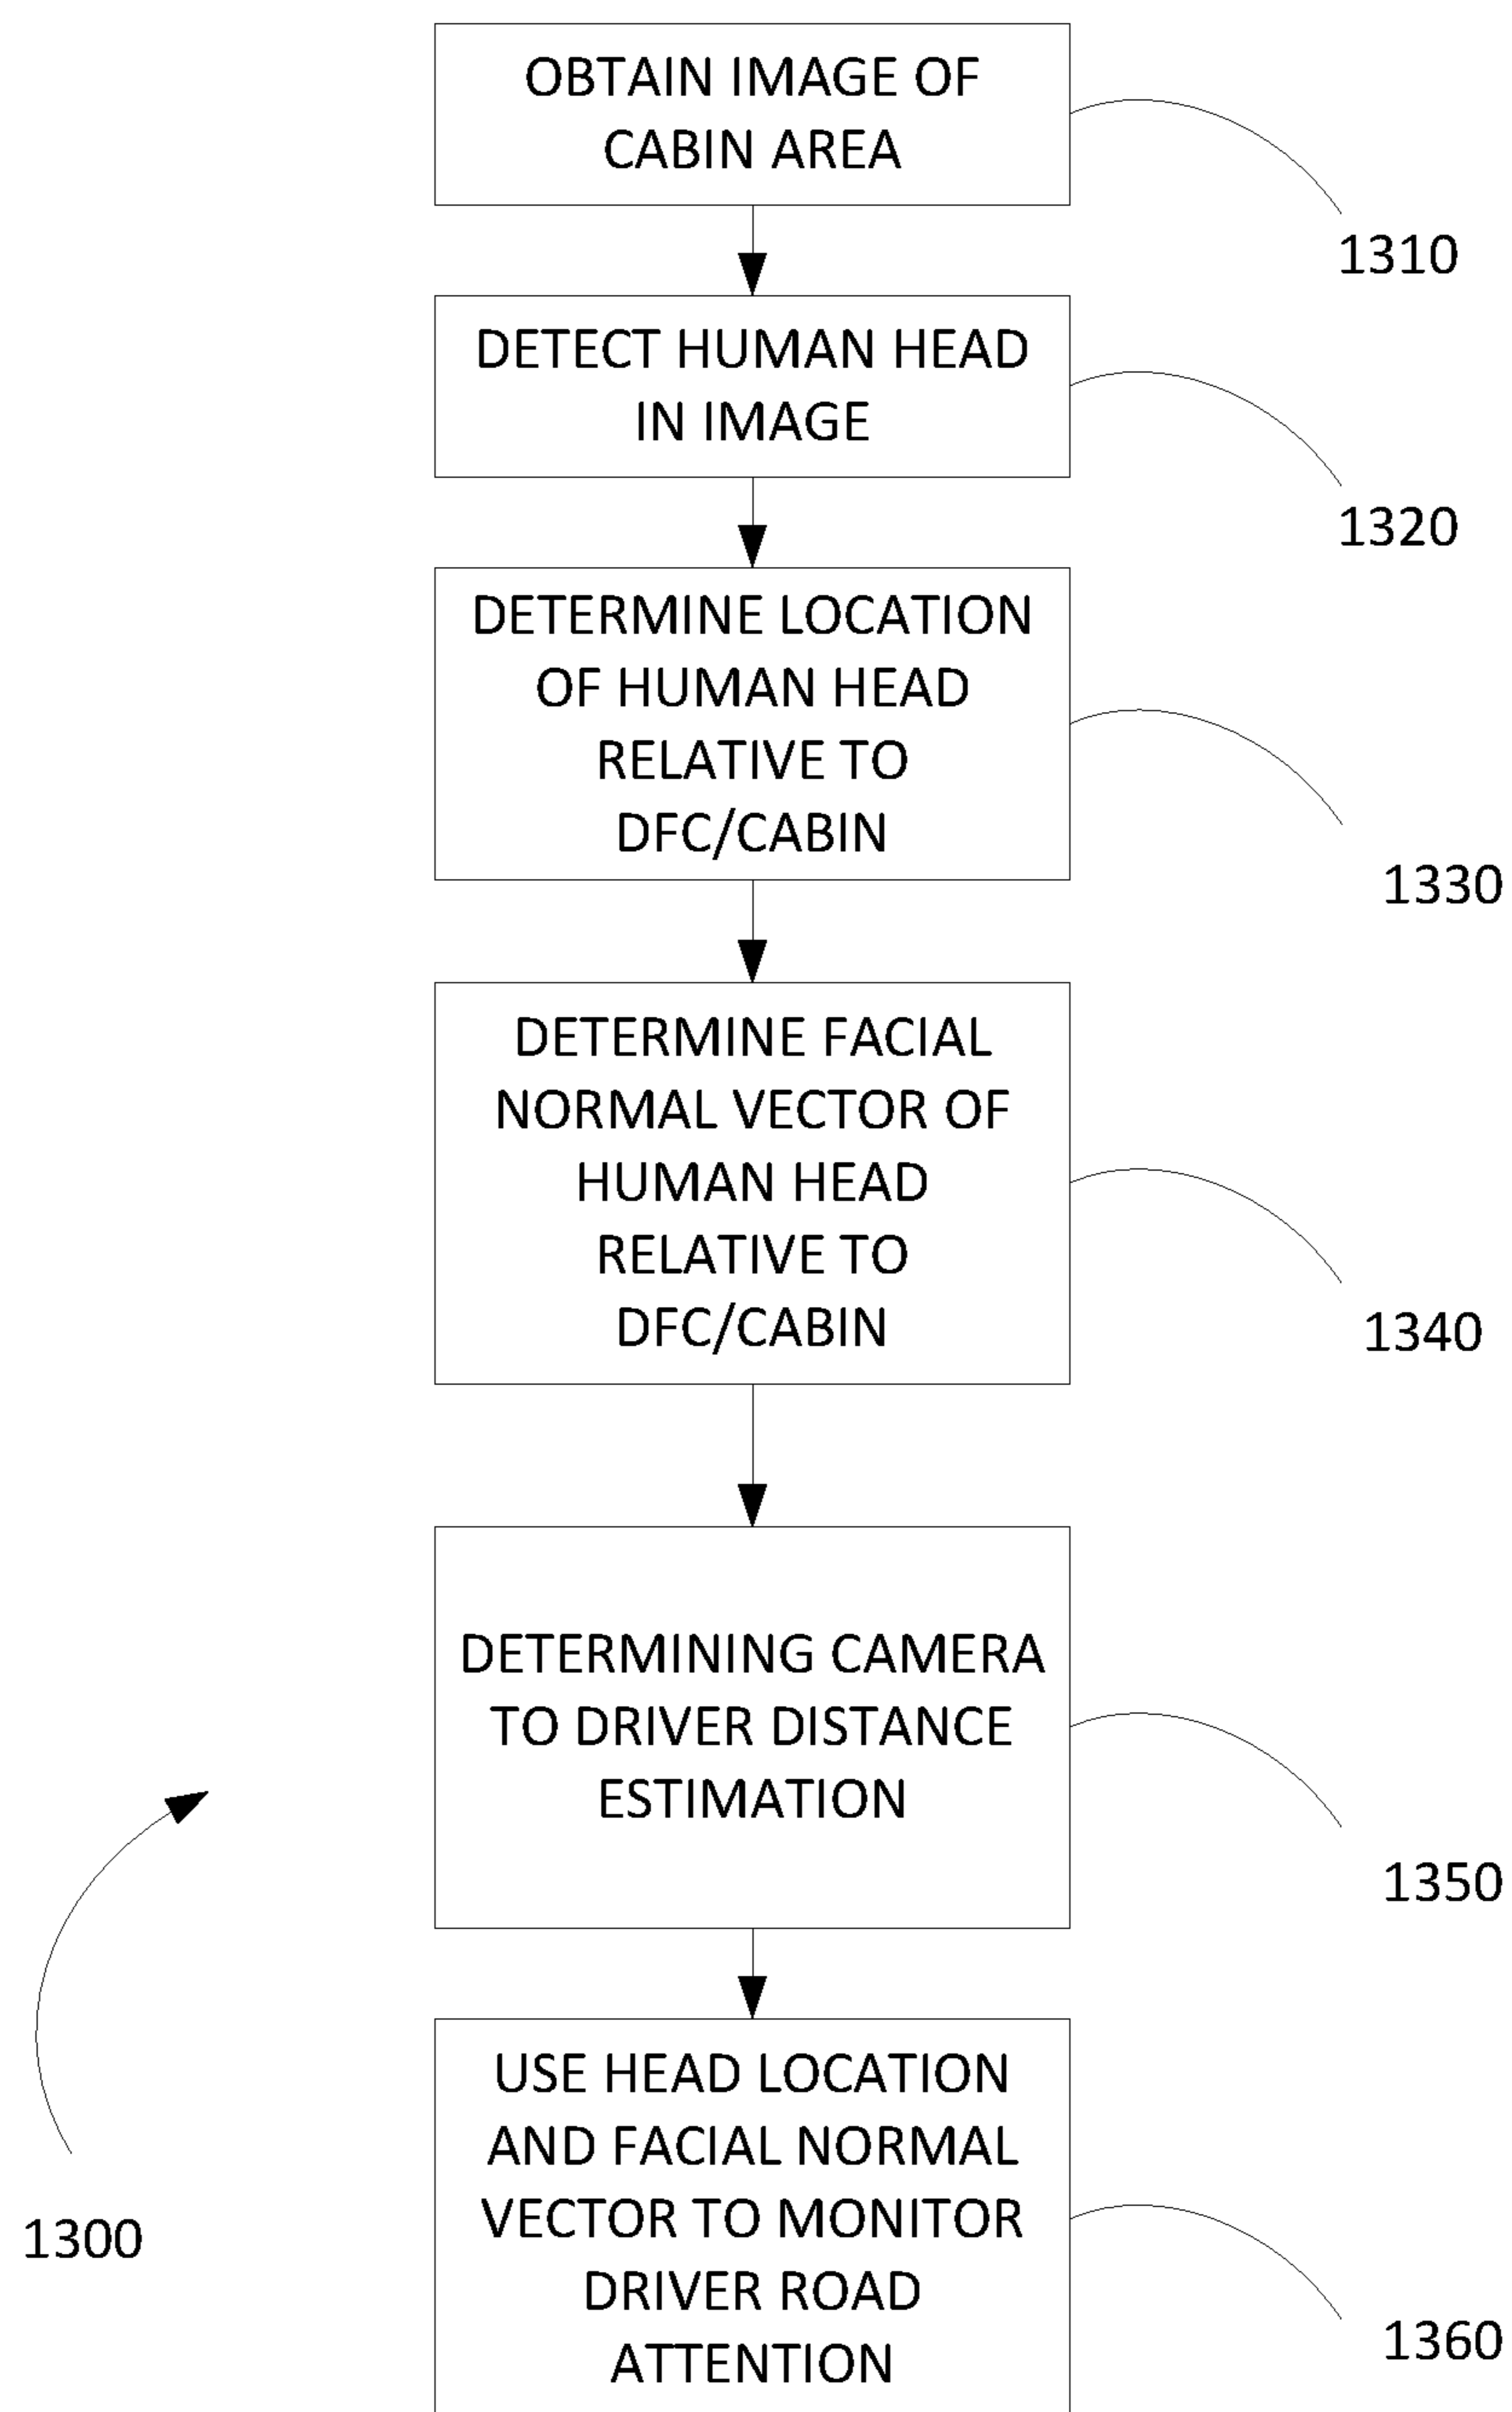 OBTAIN IMAGE OF
CABIN AREA
1310
DETECT HUMAN HEAD
IN IMAGE
1320
DETERMINE LOCATION
OF HUMAN HEAD
RELATIVE TO
DFC/CABIN
1330
DETERMINE FACIAL
NORMAL VECTOR OF
HUMAN HEAD
RELATIVE TO
DFC/CABIN
1340
DETERMINING CAMERA
TO DRIVER DISTANCE
ESTIMATION
1350
USE HEAD LOCATION
AND FACIAL NORMAL
VECTOR TO MONITOR
DRIVER ROAD
ATTENTION
1360
1300